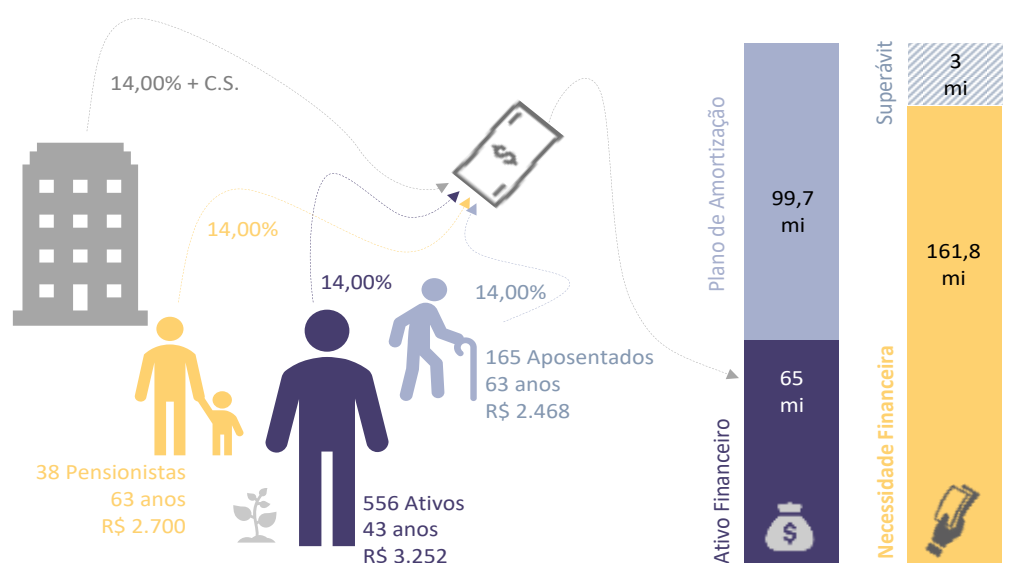 14,00% + C.S.
14,00%
14,00%
14,00%
165 Aposentados
63 anos
R$ 2.468
38 Pensionistas
63 anos
R$ 2.700
556 Ativos
43 anos
R$ 3.252
$
Plano de Amortização
99,7
mi
Ativo Financeiro
65
mi
$
Superávit
3
mi
Necessidade Financeira
161,8
mi